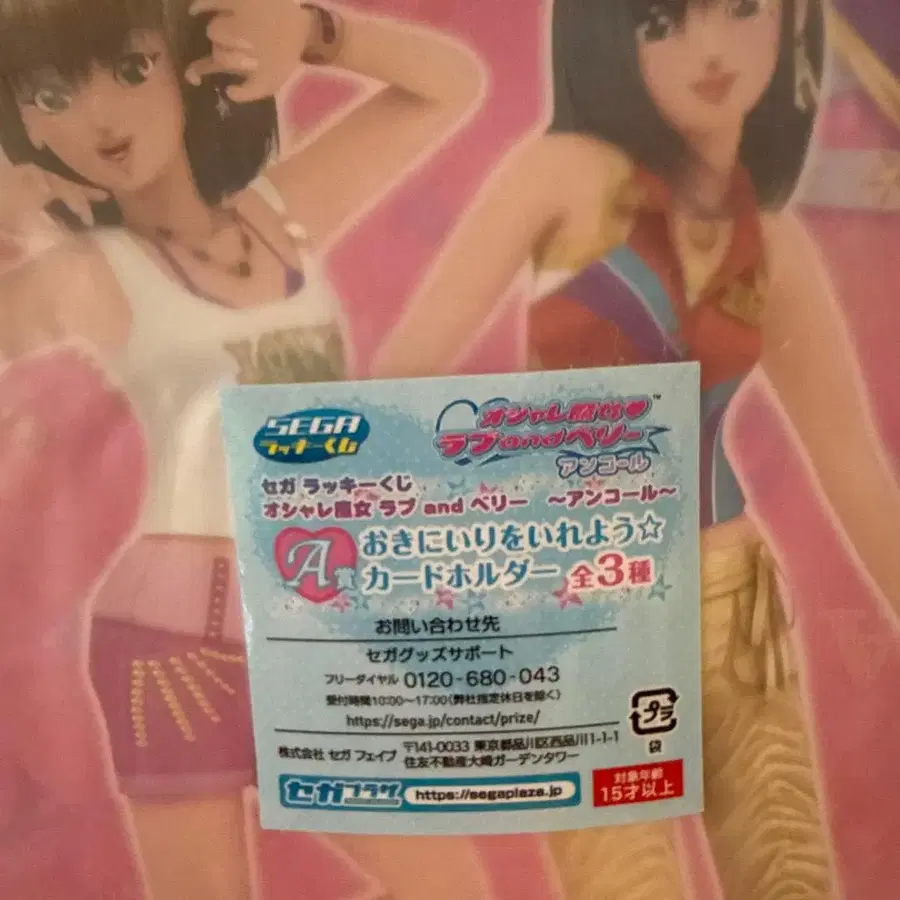 SEGA
ラッキーくじ
オシャレ魔女♥
ラブandベリー™
アンコール
セガ ラッキーくじ
オシャレ魔女 ラブ and ベリー ～アンコール～
A賞
おきにいりをいれよう☆
カードホルダー 全3種
お問い合わせ先
セガグッズサポート
フリーダイヤル 0120-680-043
受付時間10:00～17:00(弊社指定休日を除く)
https://sega.jp/contact/prize/
プラ
袋
株式会社 セガ フェイブ 〒141-0033 東京都品川区西品川1-1-1
住友不動産大崎ガーデンタワー
セガプラザ https://segaplaza.jp
対象年齢
15才以上